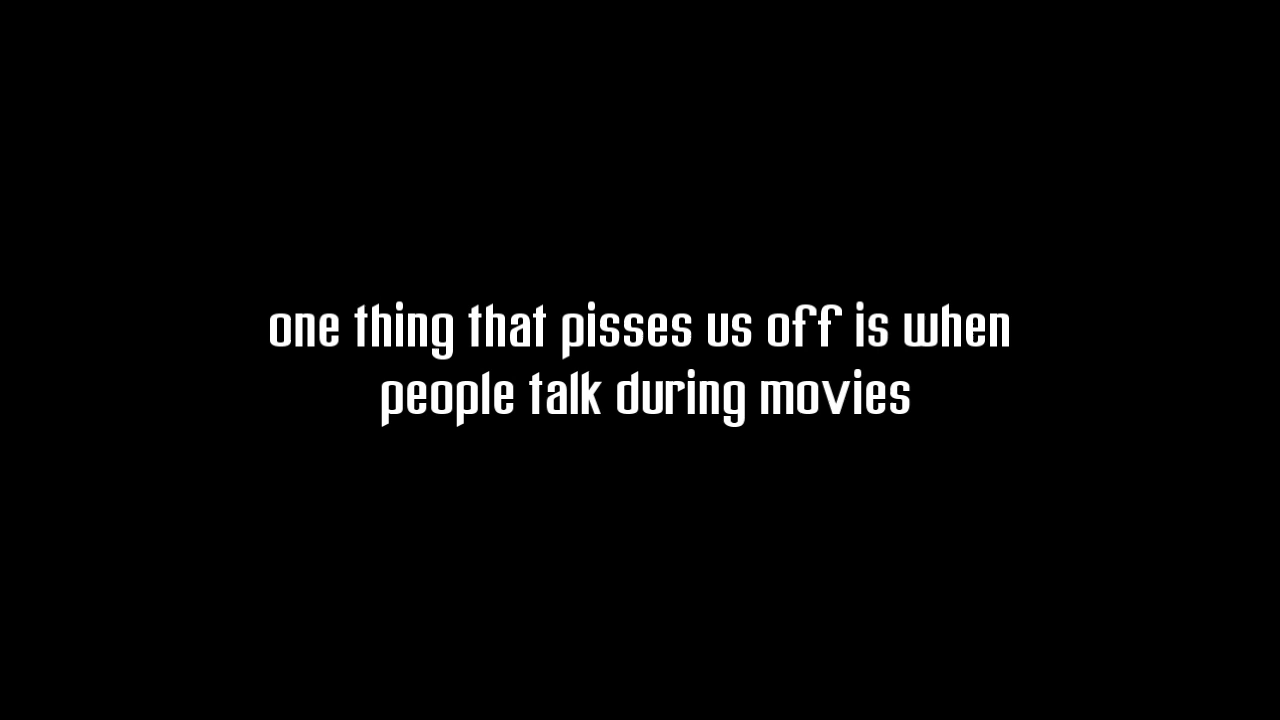 one thing that pisses us off is when
people talk during movies